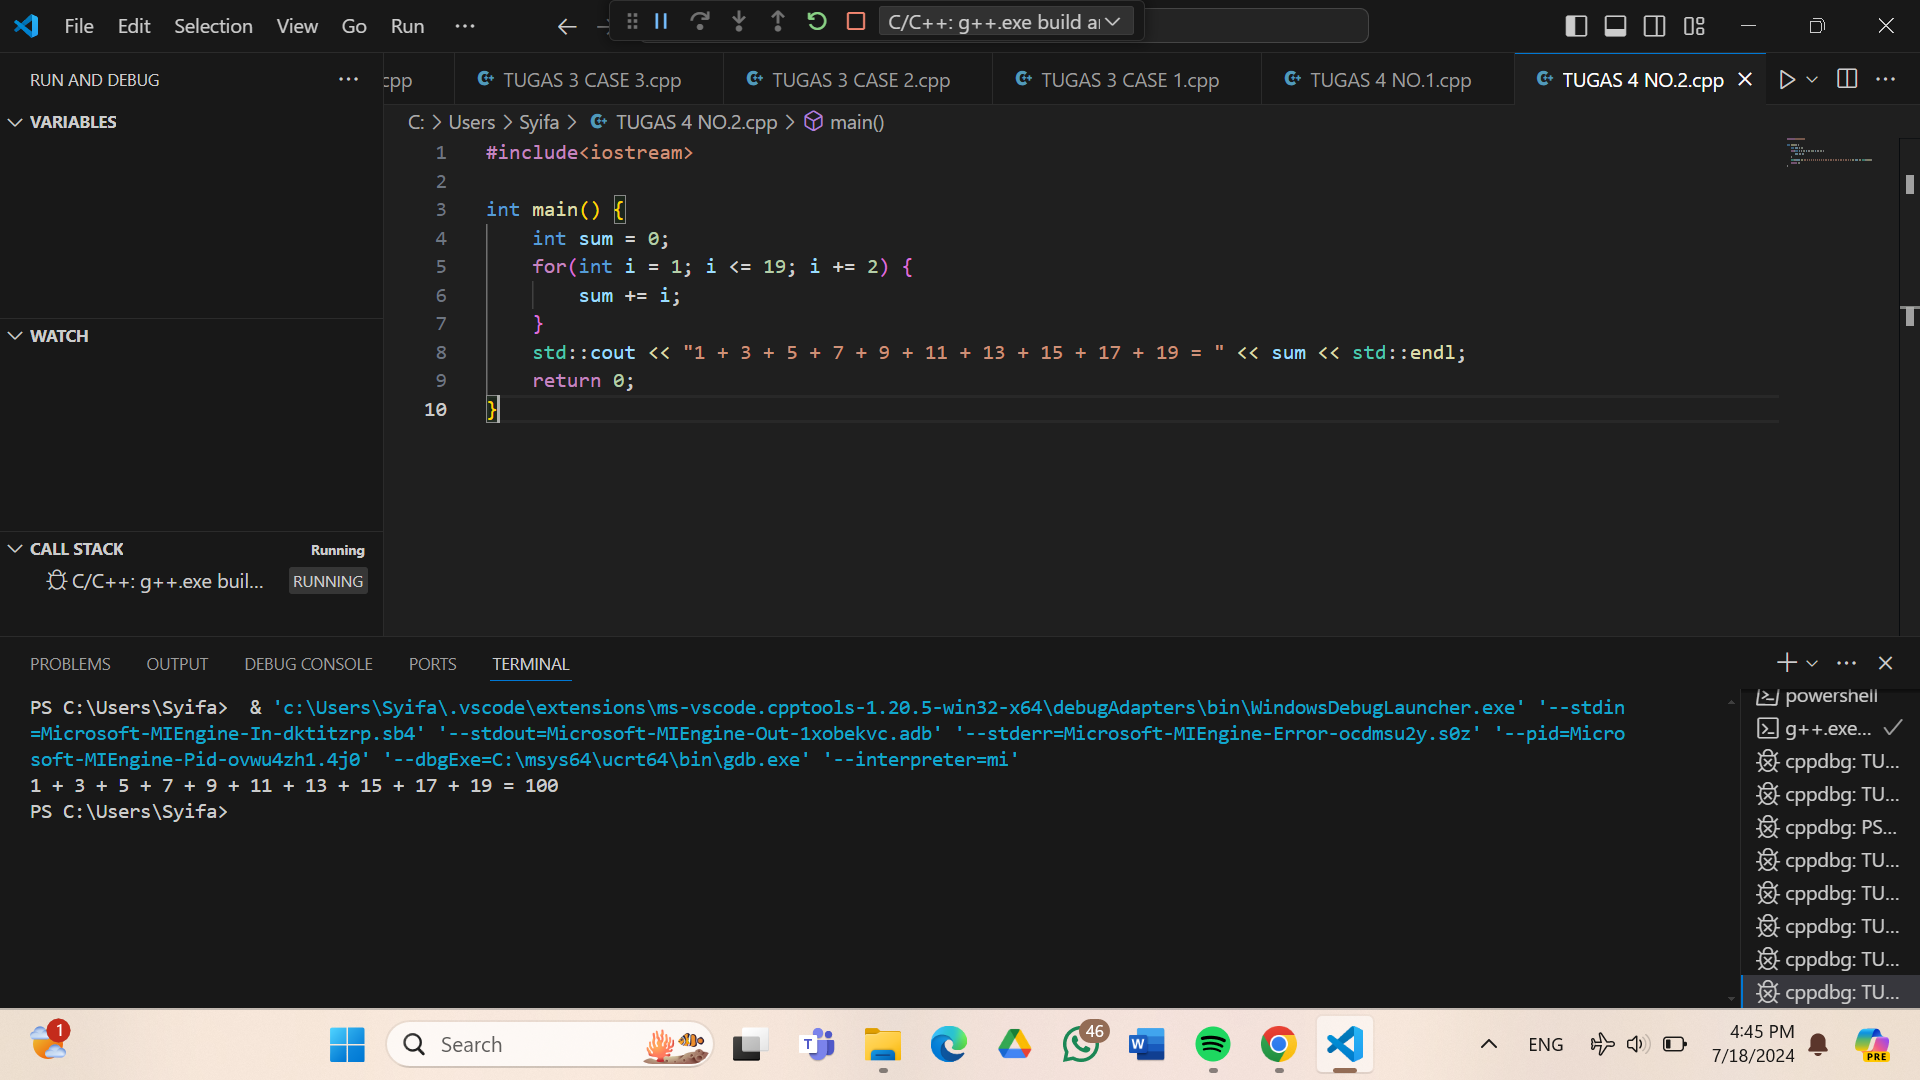 File Edit Selection View Go Run ···
C/C++: g++.exe build ar
RUN AND DEBUG ···
cpp
TUGAS 3 CASE 3.cpp
TUGAS 3 CASE 2.cpp
TUGAS 3 CASE 1.cpp
TUGAS 4 NO.1.cpp
TUGAS 4 NO.2.cpp
VARIABLES
WATCH
CALL STACK Running
C/C++: g++.exe buil... RUNNING
C: > Users > Syifa > TUGAS 4 NO.2.cpp > main()
1 #include<iostream>
2
3 int main() {
4 int sum = 0;
5 for(int i = 1; i <= 19; i += 2) {
6 sum += i;
7 }
8 std::cout << "1 + 3 + 5 + 7 + 9 + 11 + 13 + 15 + 17 + 19 = " << sum << std::endl;
9 return 0;
10 }
PROBLEMS OUTPUT DEBUG CONSOLE PORTS TERMINAL
PS C:\Users\Syifa>  & 'c:\Users\Syifa\.vscode\extensions\ms-vscode.cpptools-1.20.5-win32-x64\debugAdapters\bin\WindowsDebugLauncher.exe' '--stdin
=Microsoft-MIEngine-In-dktitzrp.sb4' '--stdout=Microsoft-MIEngine-Out-1xobekvc.adb' '--stderr=Microsoft-MIEngine-Error-ocdmsu2y.s0z' '--pid=Micro
soft-MIEngine-Pid-ovwu4zh1.4j0' '--dbgExe=C:\msys64\ucrt64\bin\gdb.exe' '--interpreter=mi'
1 + 3 + 5 + 7 + 9 + 11 + 13 + 15 + 17 + 19 = 100
PS C:\Users\Syifa>
powershell
g++.exe...
cppdbg: TU...
cppdbg: TU...
cppdbg: PS...
cppdbg: TU...
cppdbg: TU...
cppdbg: TU...
cppdbg: TU...
cppdbg: TU...
1
Search
T
46
W
ENG
4:45 PM
7/18/2024
PRE